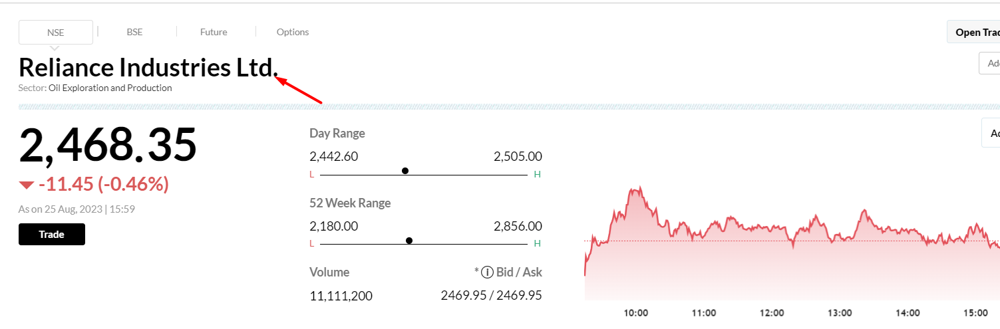 NSE BSE Future Options
Open Trad
Reliance Industries Ltd.
Add
Sector: Oil Exploration and Production
2,468.35
-11.45 (-0.46%)
As on 25 Aug, 2023 | 15:59
Trade
Day Range
2,442.60 2,505.00
L H
52 Week Range
2,180.00 2,856.00
L H
Volume * i Bid / Ask
11,111,200 2469.95 / 2469.95
Ad
10:00 11:00 12:00 13:00 14:00 15:00